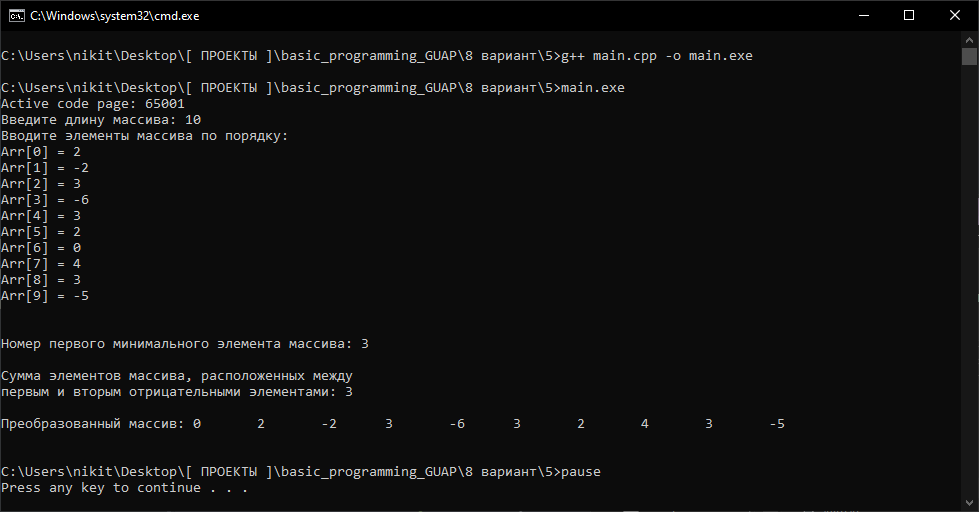 C:\Windows\system32\cmd.exe
C:\Users\nikit\Desktop\[ ПРОЕКТЫ ]\basic_programming_GUAP\8 вариант\5>g++ main.cpp -o main.exe
C:\Users\nikit\Desktop\[ ПРОЕКТЫ ]\basic_programming_GUAP\8 вариант\5>main.exe
Active code page: 65001
Введите длину массива: 10
Вводите элементы массива по порядку:
Arr[0] = 2
Arr[1] = -2
Arr[2] = 3
Arr[3] = -6
Arr[4] = 3
Arr[5] = 2
Arr[6] = 0
Arr[7] = 4
Arr[8] = 3
Arr[9] = -5
Номер первого минимального элемента массива: 3
Сумма элементов массива, расположенных между
первым и вторым отрицательными элементами: 3
Преобразованный массив: 0 2 -2 3 -6 3 2 4 3 -5
C:\Users\nikit\Desktop\[ ПРОЕКТЫ ]\basic_programming_GUAP\8 вариант\5>pause
Press any key to continue . . .